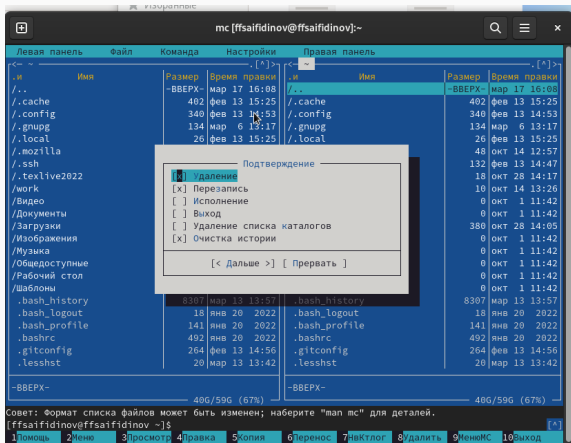 Избранные
mc [ffsaifidinov@ffsaifidinov]:~
Левая панель Файл Команда Настройки Правая панель
┌<─ ~ ─.[^]>┐┌<─ ~ ─.[^]>┐
.и Имя │Размер │Время правки .и Имя │Размер │Время правки
/.. │-ВВЕРХ-│мар 17 16:08 /.. │-ВВЕРХ-│мар 17 16:08
/.cache │ 402│фев 13 15:25 /.cache │ 402│фев 13 15:25
/.config │ 340│фев 13 14:53 /.config │ 340│фев 13 14:53
/.gnupg │ 134│мар 6 13:17 /.gnupg │ 134│мар 6 13:17
/.local │ 26│фев 13 15:25 /.local │ 26│фев 13 15:25
/.mozilla 48│окт 14 12:57
/.ssh 132│фев 13 14:47
/.texlive2022 18│окт 28 14:17
/work 10│окт 14 13:26
/Видео 0│окт 1 11:42
/Документы 0│окт 1 11:42
/Загрузки 380│окт 28 14:05
/Изображения 0│окт 1 11:42
/Музыка 0│окт 1 11:42
/Общедоступные 0│окт 1 11:42
/Рабочий стол 0│окт 1 11:42
/Шаблоны 0│окт 1 11:42
Подтверждение
[x] Удаление
[x] Перезапись
[ ] Исполнение
[ ] Выход
[ ] Удаление списка каталогов
[x] Очистка истории
[< Дальше >] [ Прервать ]
.bash_history │ 8307│мар 13 13:57 .bash_history │ 8307│мар 13 13:57
.bash_logout │ 18│янв 20 2022 .bash_logout │ 18│янв 20 2022
.bash_profile │ 141│янв 20 2022 .bash_profile │ 141│янв 20 2022
.bashrc │ 492│янв 20 2022 .bashrc │ 492│янв 20 2022
.gitconfig │ 264│фев 13 14:56 .gitconfig │ 264│фев 13 14:56
.lesshst │ 20│мар 13 13:42 .lesshst │ 20│мар 13 13:42
-ВВЕРХ- -ВВЕРХ-
40G/59G (67%) 40G/59G (67%)
Совет: Формат списка файлов может быть изменен; наберите "man mc" для деталей.
[ffsaifidinov@ffsaifidinov ~]$ [^]
1Помощь 2Меню 3Просмотр 4Правка 5Копия 6Перенос 7НвКтлог 8Удалить 9МенюMC 10Выход